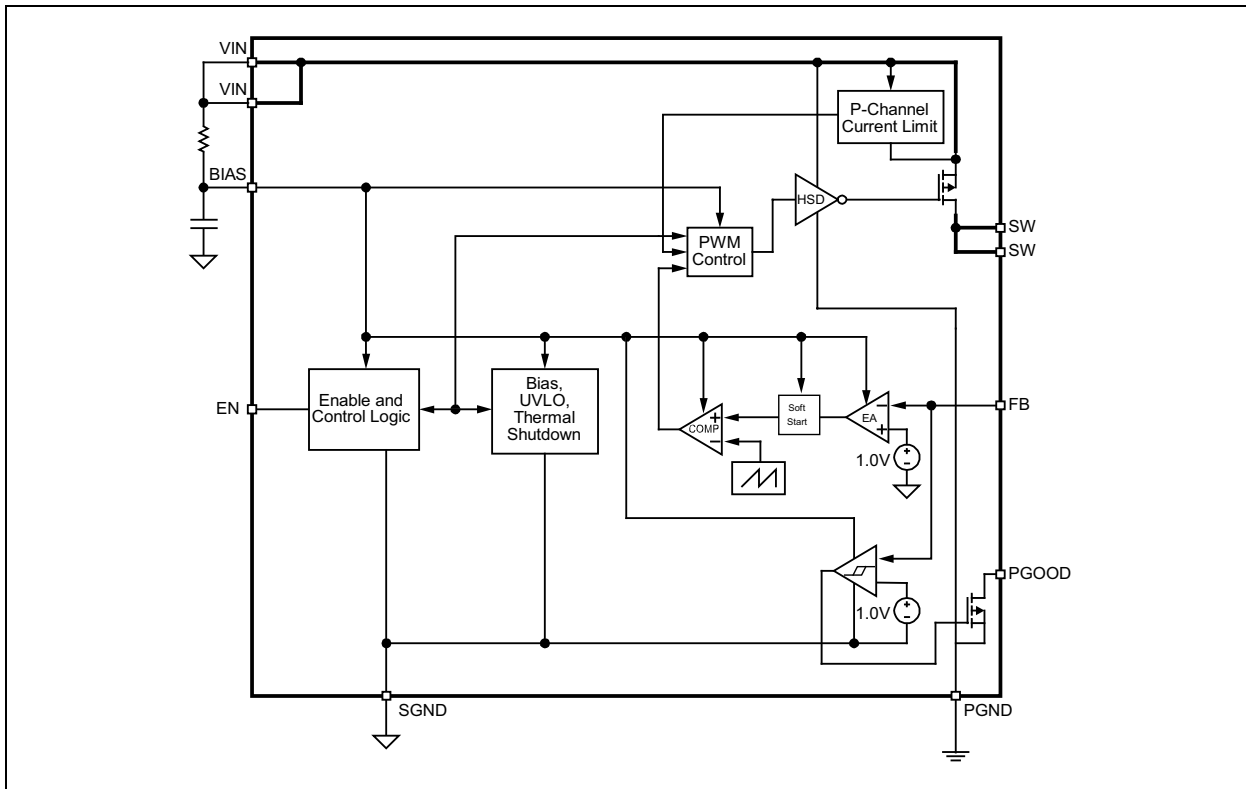 VIN
VIN
P-Channel
Current Limit
BIAS
HSD
SW
PWM
Control
SW
Bias,
UVLO,
Thermal
Shutdown
Enable and
Control Logic
EN
Soft
Start
EA
−
+
FB
COMP
+
−
1.0V
+
−
PGOOD
1.0V
+
−
SGND
PGND